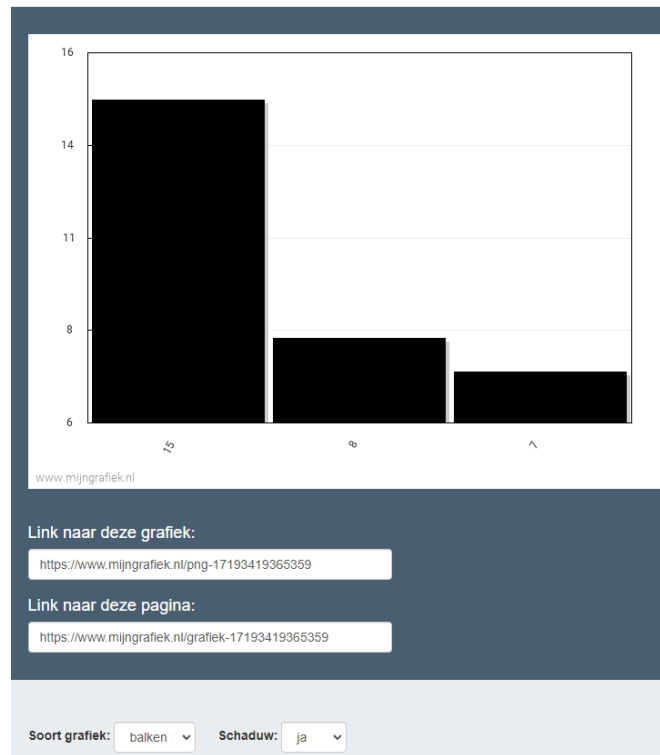 16
14
11
8
6
15
8
7
www.mijngrafiek.nl
Link naar deze grafiek:
https://www.mijngrafiek.nl/png-17193419365359
Link naar deze pagina:
https://www.mijngrafiek.nl/grafiek-17193419365359
Soort grafiek: balken Schaduw: ja